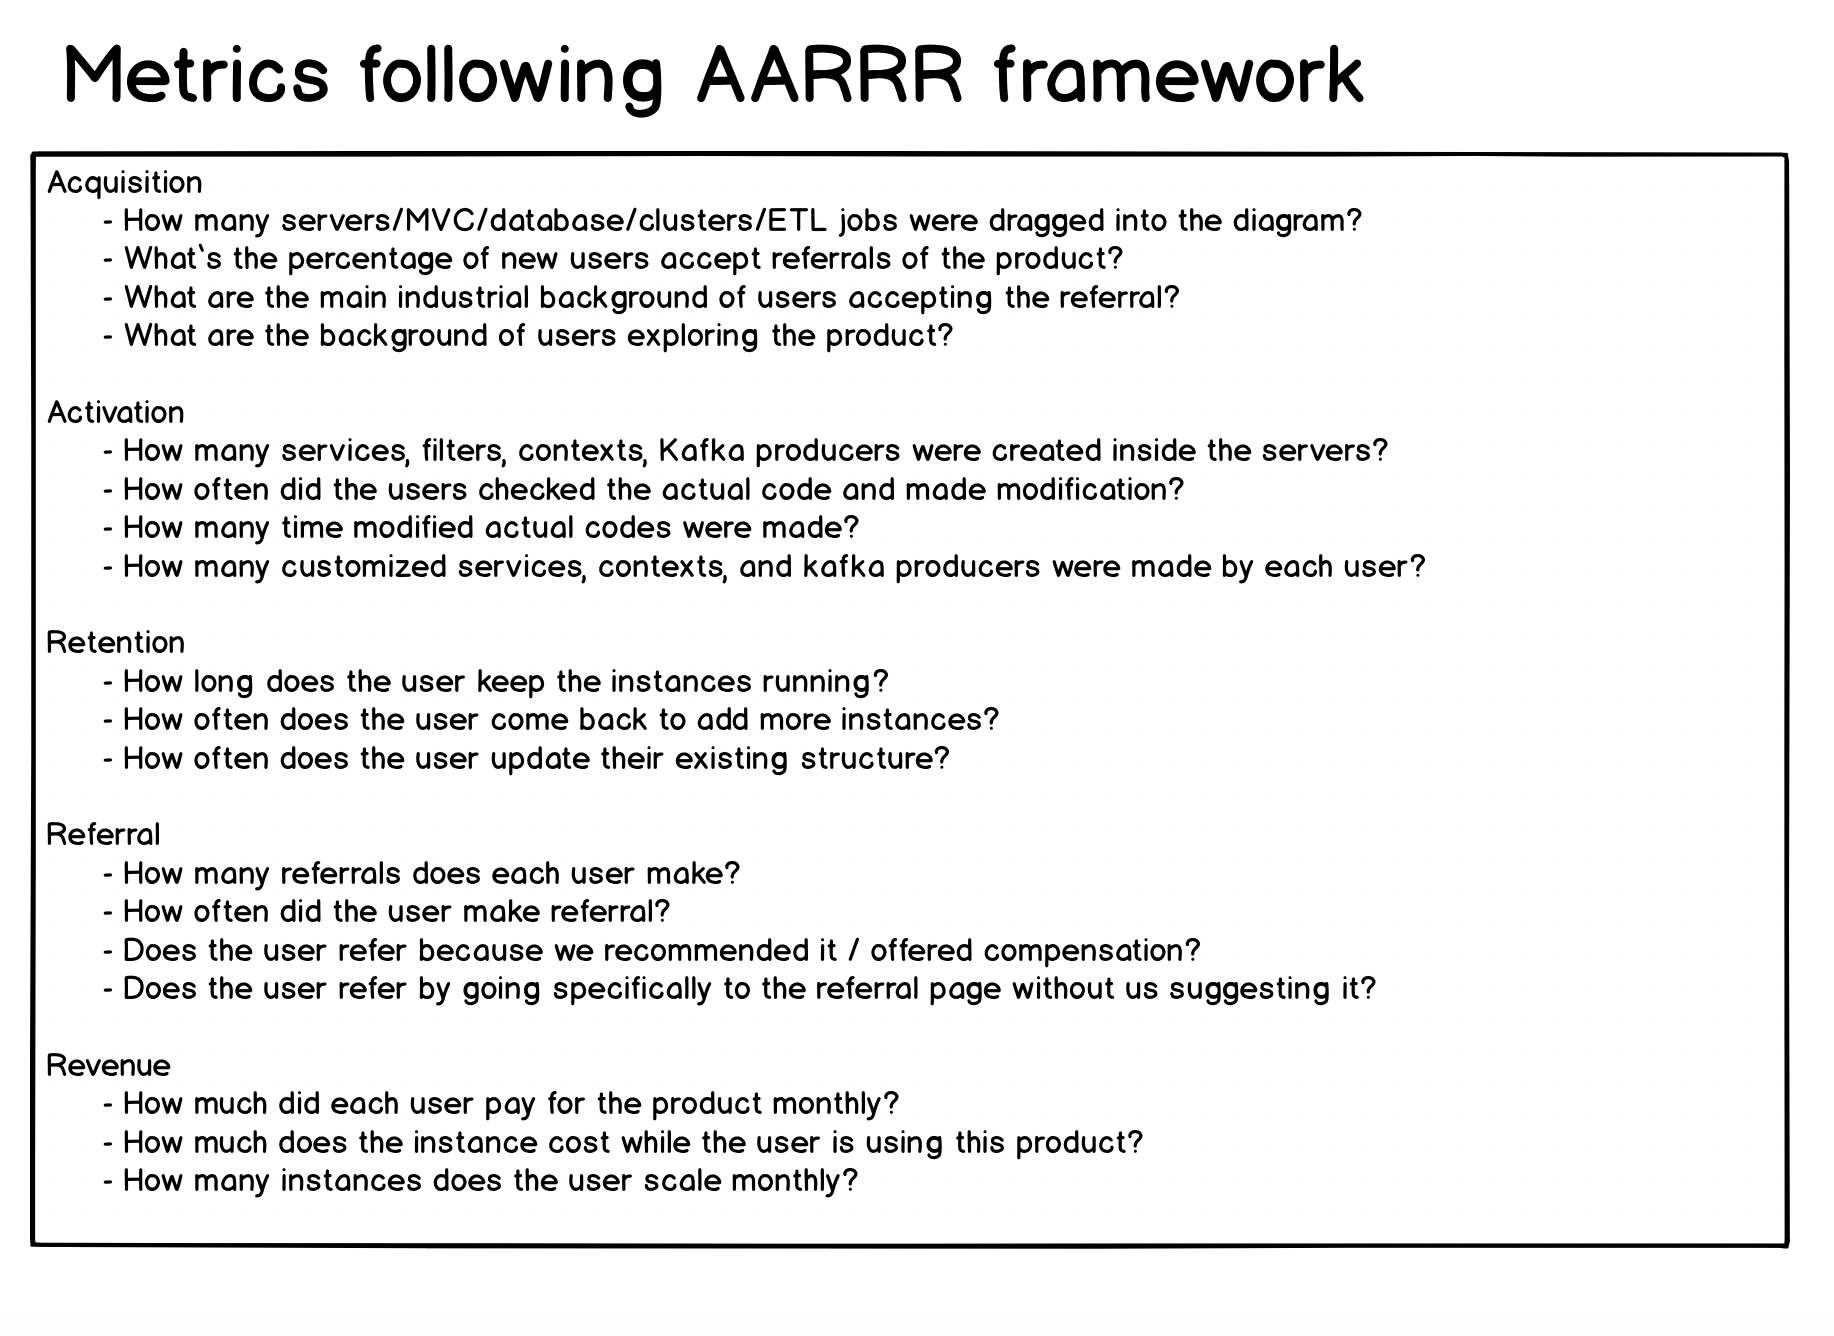 Metrics following AARRR framework
Acquisition
- How many servers/MVC/database/clusters/ETL jobs were dragged into the diagram?
- What`s the percentage of new users accept referrals of the product?
- What are the main industrial background of users accepting the referral?
- What are the background of users exploring the product?
Activation
- How many services, filters, contexts, Kafka producers were created inside the servers?
- How often did the users checked the actual code and made modification?
- How many time modified actual codes were made?
- How many customized services, contexts, and kafka producers were made by each user?
Retention
- How long does the user keep the instances running?
- How often does the user come back to add more instances?
- How often does the user update their existing structure?
Referral
- How many referrals does each user make?
- How often did the user make referral?
- Does the user refer because we recommended it / offered compensation?
- Does the user refer by going specifically to the referral page without us suggesting it?
Revenue
- How much did each user pay for the product monthly?
- How much does the instance cost while the user is using this product?
- How many instances does the user scale monthly?